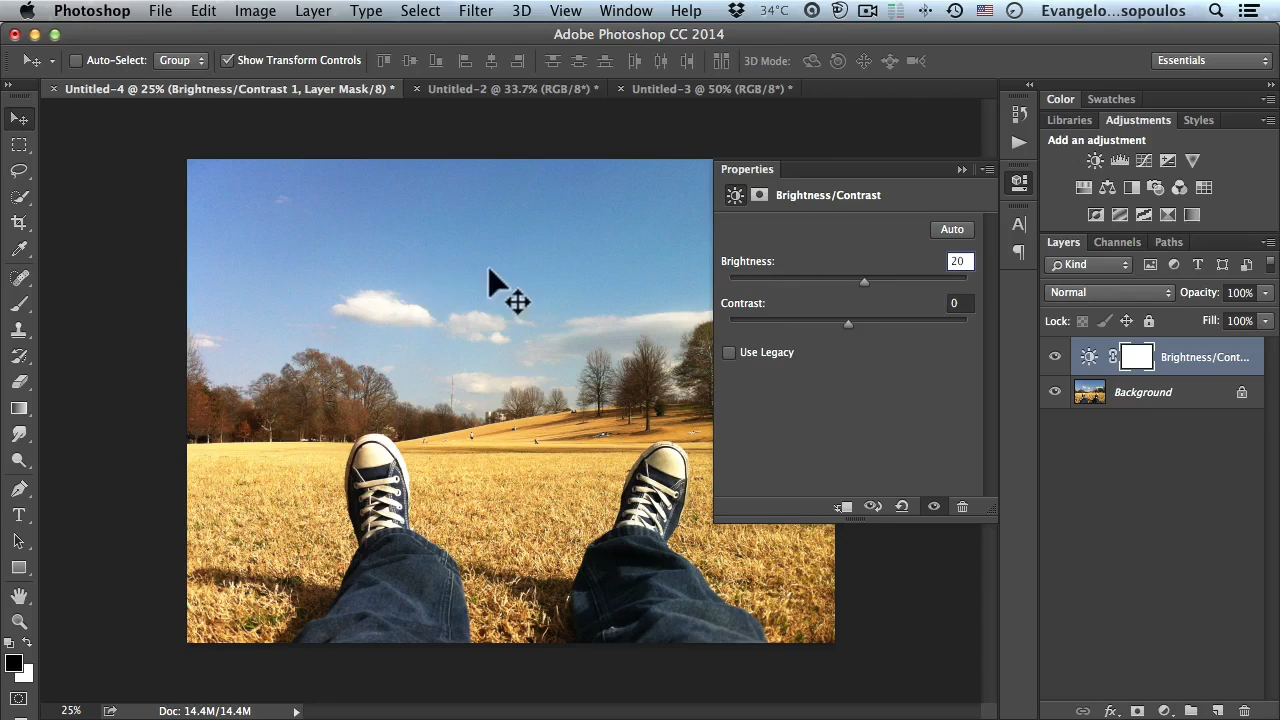 Photoshop File Edit Image Layer Type Select Filter 3D View Window Help 34°C Evangelo...sopoulos
Adobe Photoshop CC 2014
Auto-Select: Group Show Transform Controls 3D Mode: Essentials
Untitled-4 @ 25% (Brightness/Contrast 1, Layer Mask/8) * Untitled-2 @ 33.7% (RGB/8*) * Untitled-3 @ 50% (RGB/8*) *
Color Swatches
Libraries Adjustments Styles
Add an adjustment
Properties
Brightness/Contrast
Auto
Brightness: 20
Contrast: 0
Use Legacy
Layers Channels Paths
Kind
Normal Opacity: 100%
Lock: Fill: 100%
Brightness/Cont...
Background
25% Doc: 14.4M/14.4M